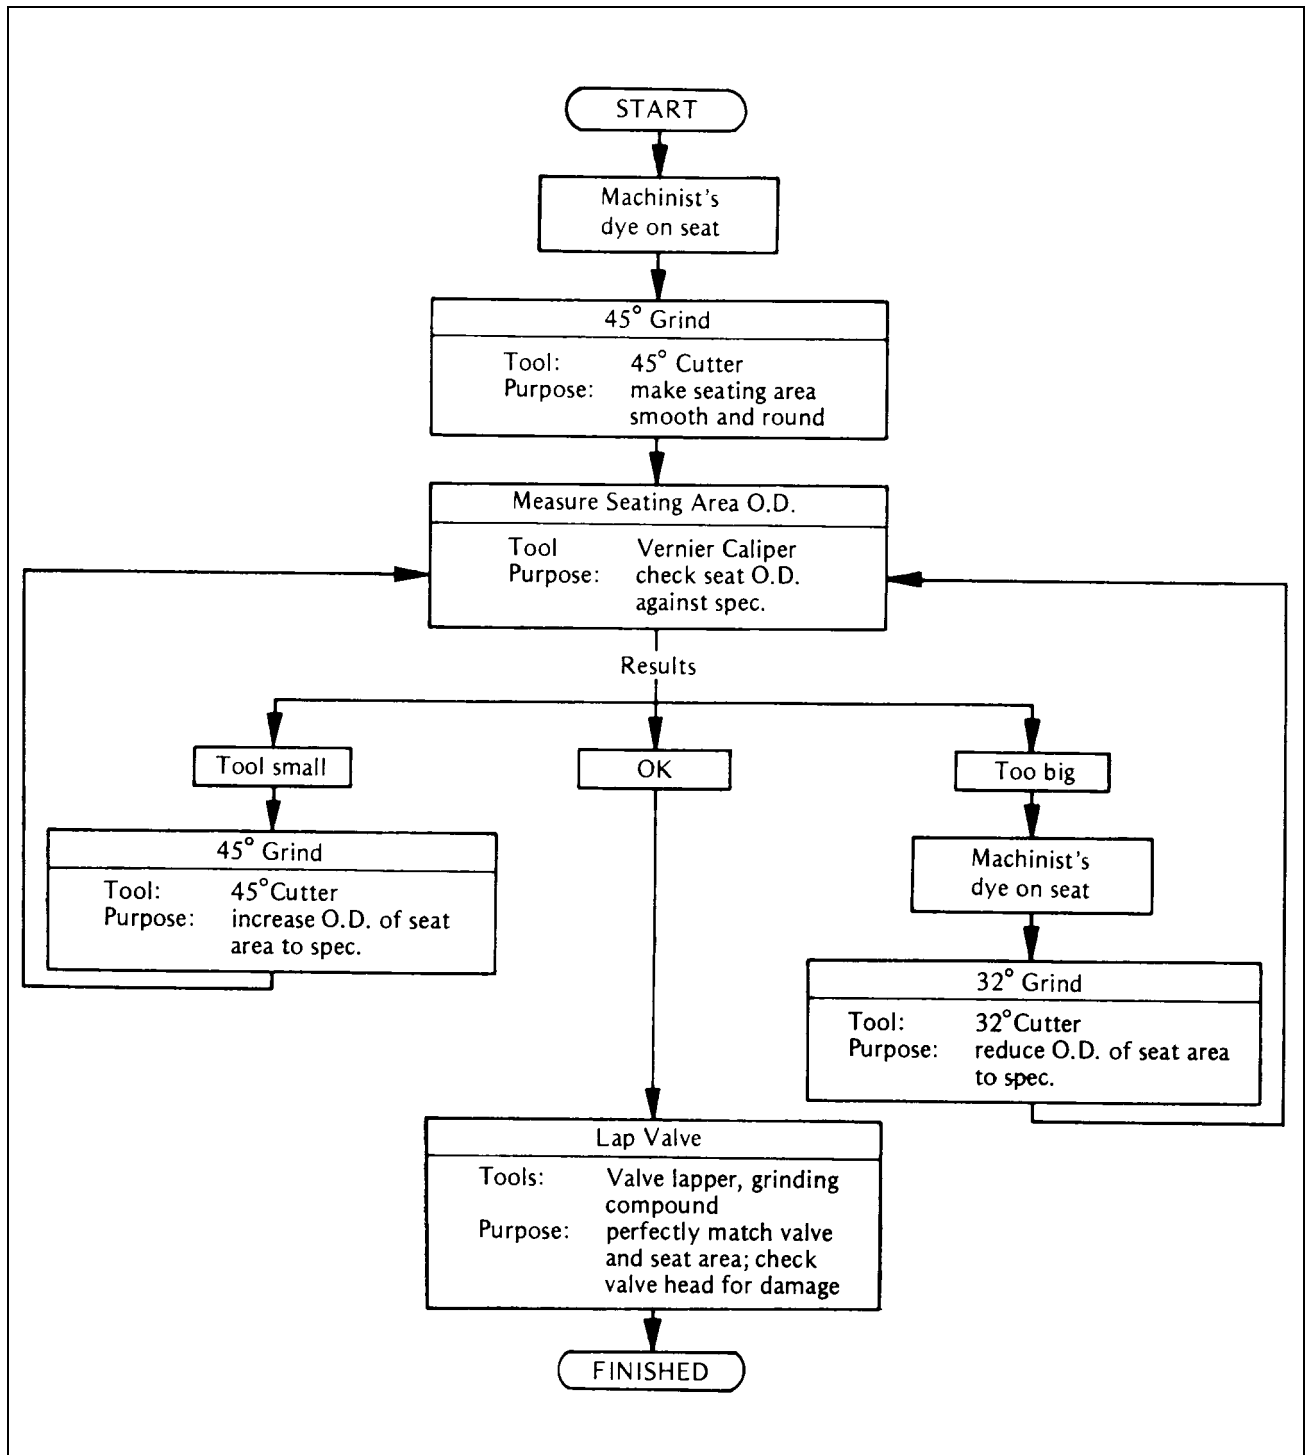 START
Machinist's
dye on seat
45° Grind
Tool: 45° Cutter
Purpose: make seating area
smooth and round
Measure Seating Area O.D.
Tool Vernier Caliper
Purpose: check seat O.D.
against spec.
Results
Tool small
OK
Too big
45° Grind
Tool: 45° Cutter
Purpose: increase O.D. of seat
area to spec.
Machinist's
dye on seat
32° Grind
Tool: 32° Cutter
Purpose: reduce O.D. of seat area
to spec.
Lap Valve
Tools: Valve lapper, grinding
compound
Purpose: perfectly match valve
and seat area; check
valve head for damage
FINISHED